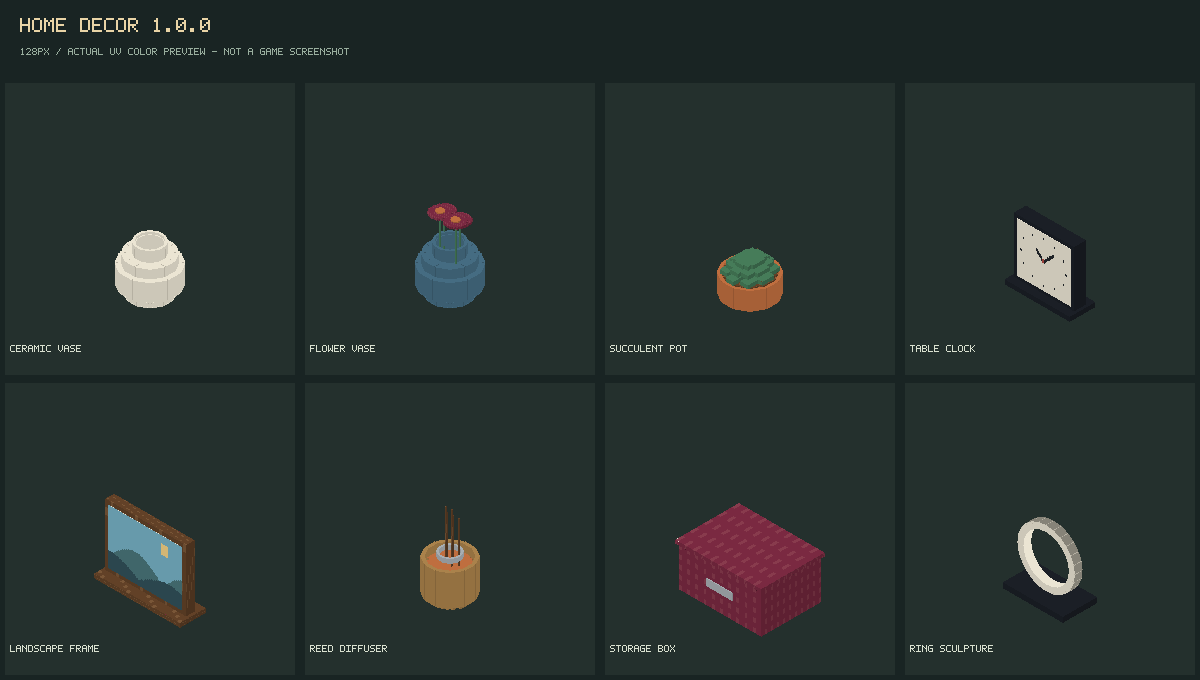 HOME DECOR 1.0.0
128PX / ACTUAL UV COLOR PREVIEW — NOT A GAME SCREENSHOT
CERAMIC VASE
FLOWER VASE
SUCCULENT POT
TABLE CLOCK
LANDSCAPE FRAME
REED DIFFUSER
STORAGE BOX
RING SCULPTURE